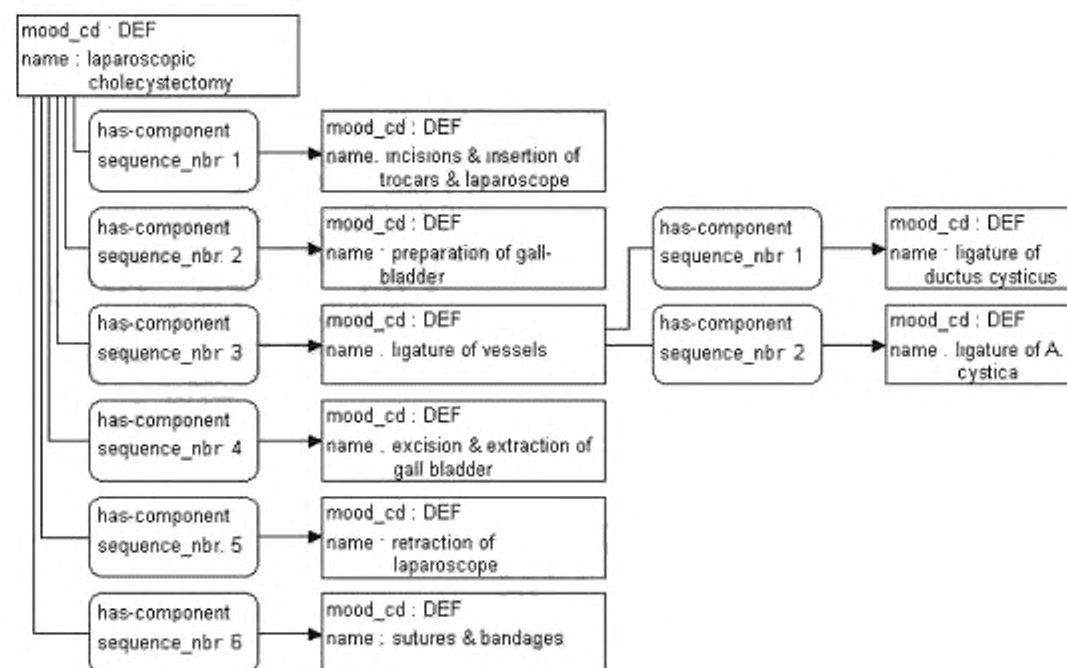 mood_cd : DEF
name : laparoscopic
cholecystectomy
has-component
sequence_nbr 1
mood_cd : DEF
name. incisions & insertion of
trocars & laparoscope
has-component
sequence_nbr. 2
mood_cd : DEF
name : preparation of gall-
bladder
has-component
sequence_nbr 1
mood_cd : DEF
name : ligature of
ductus cysticus
has-component
sequence_nbr 3
mood_cd : DEF
name . ligature of vessels
has-component
sequence_nbr 2
mood_cd : DEF
name . ligature of A.
cystica
has-component
sequence_nbr 4
mood_cd : DEF
name . excision & extraction of
gall bladder
has-component
sequence_nbr. 5
mood_cd : DEF
name : retraction of
laparoscope
has-component
sequence_nbr 6
mood_cd : DEF
name : sutures & bandages